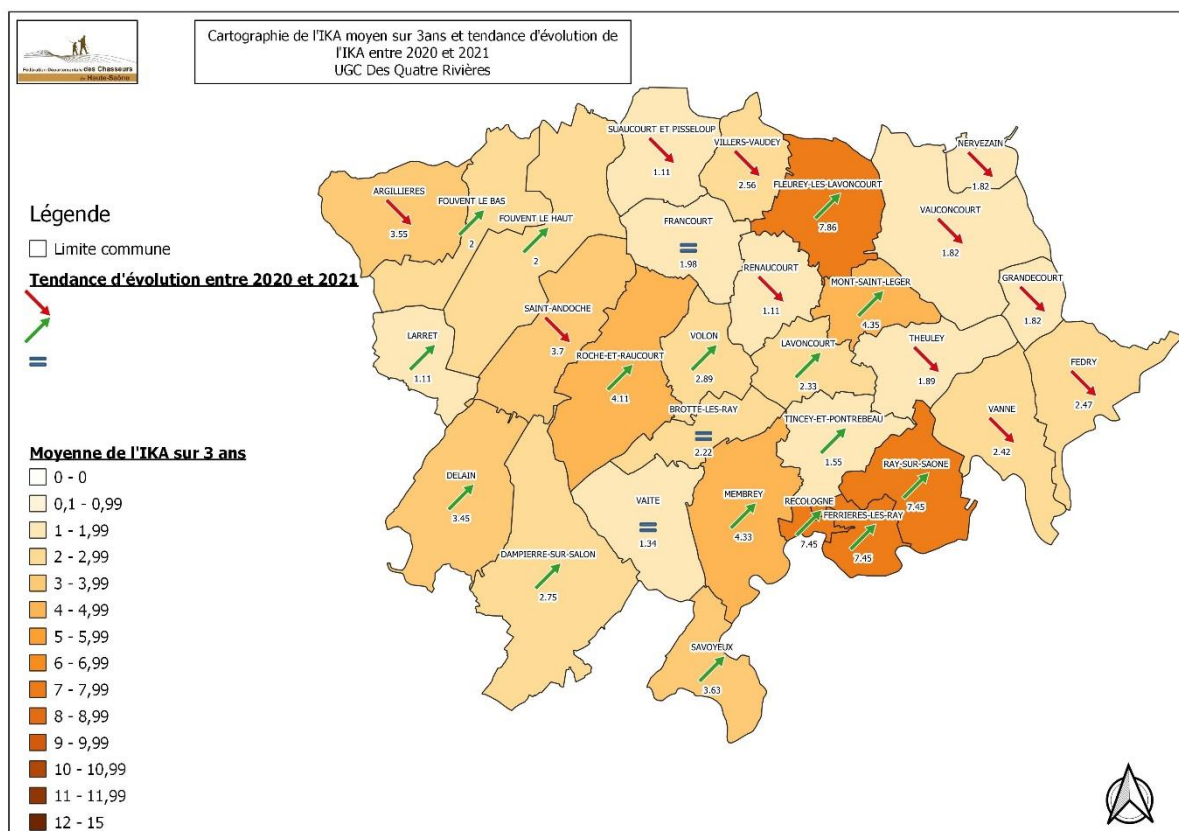 Fédération Départementale des Chasseurs
de Haute-Saône
Cartographie de l'IKA moyen sur 3ans et tendance d'évolution de
l'IKA entre 2020 et 2021
UGC Des Quatre Rivières
Légende
Limite commune
Tendance d'évolution entre 2020 et 2021
Moyenne de l'IKA sur 3 ans
0 - 0
0,1 - 0,99
1 - 1,99
2 - 2,99
3 - 3,99
4 - 4,99
5 - 5,99
6 - 6,99
7 - 7,99
8 - 8,99
9 - 9,99
10 - 10,99
11 - 11,99
12 - 15
SUAUCOURT ET PISSELOUP
1.11
VILLERS-VAUDEY
2.56
NERVEZAIN
1.82
FLEUREY-LES-LAVONCOURT
7.86
ARGILLIERES
3.55
FOUVENT LE BAS
2
FOUVENT LE HAUT
2
FRANCOURT
1.98
VAUCONCOURT
1.82
RENAUCOURT
1.11
MONT-SAINT-LEGER
4.35
GRANDECOURT
1.82
SAINT-ANDOCHE
3.7
LARRET
1.11
ROCHE-ET-RAUCOURT
4.11
VOLON
2.89
LAVONCOURT
2.33
THEULEY
1.89
FEDRY
2.47
BROTTE-LES-RAY
2.22
TINCEY-ET-PONTREBEAU
1.55
VANNE
2.42
DELAIN
3.45
VAITE
1.34
MEMBREY
4.33
RAY-SUR-SAONE
7.45
RECOLOGNE
7.45
FERRIERES-LES-RAY
7.45
DAMPIERRE-SUR-SALON
2.75
SAVOYEUX
3.63